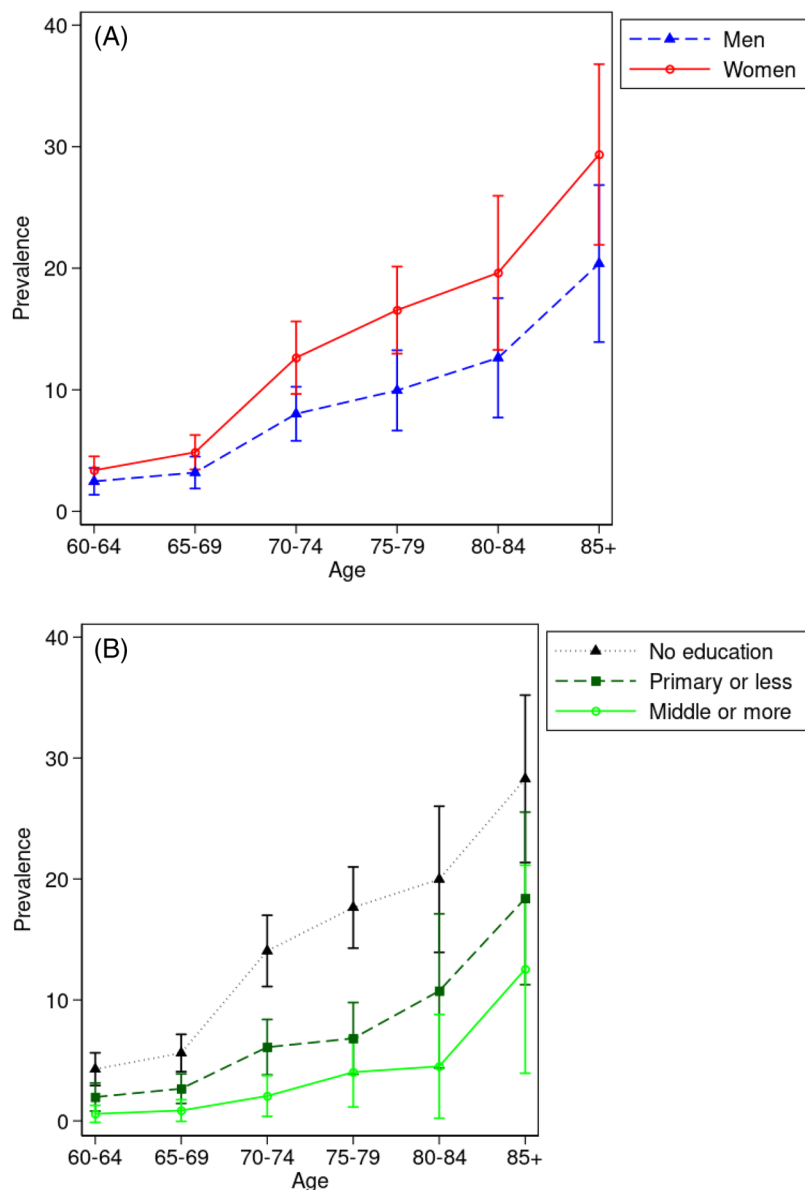 (A)
Men
Women
40
30
20
10
0
Prevalence
60-64 65-69 70-74 75-79 80-84 85+
Age
(B)
No education
Primary or less
Middle or more
40
30
20
10
0
Prevalence
60-64 65-69 70-74 75-79 80-84 85+
Age